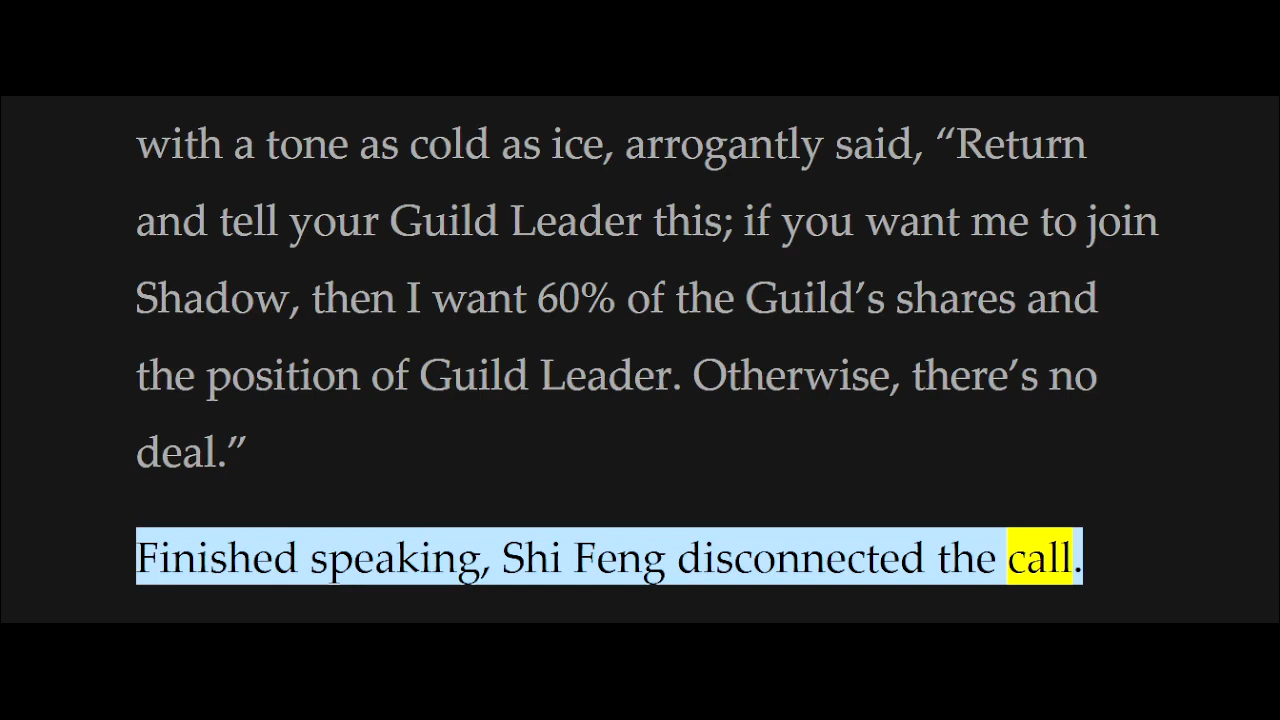 with a tone as cold as ice, arrogantly said, “Return
and tell your Guild Leader this; if you want me to join
Shadow, then I want 60% of the Guild’s shares and
the position of Guild Leader. Otherwise, there’s no
deal.”
Finished speaking, Shi Feng disconnected the call.